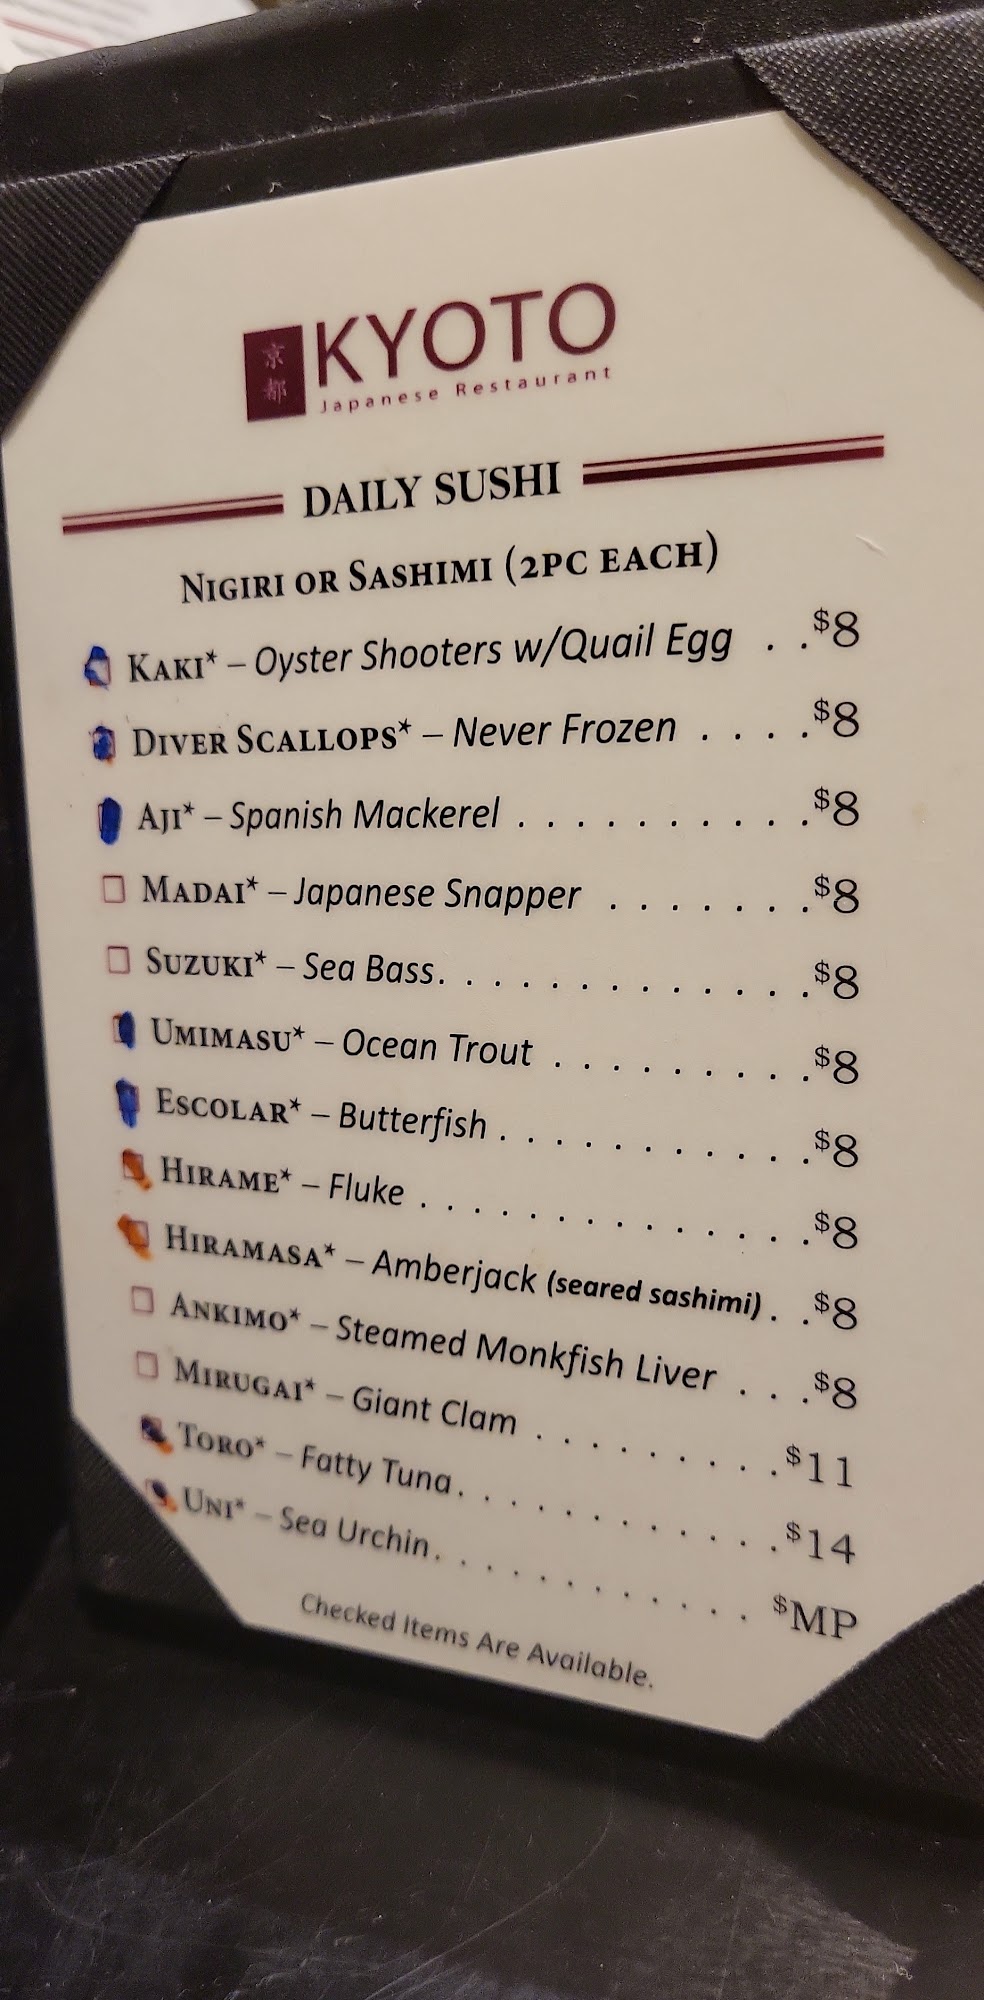 京都
KYOTO
Japanese Restaurant
DAILY SUSHI
NIGIRI OR SASHIMI (2PC EACH)
KAKI* – Oyster Shooters w/Quail Egg . . $8
DIVER SCALLOPS* – Never Frozen . . . . $8
AJI* – Spanish Mackerel . . . . . . . . . . $8
MADAI* – Japanese Snapper . . . . . . . $8
SUZUKI* – Sea Bass. . . . . . . . . . . . . $8
UMIMASU* – Ocean Trout . . . . . . . . . $8
ESCOLAR* – Butterfish . . . . . . . . . . . $8
HIRAME* – Fluke . . . . . . . . . . . . . . $8
HIRAMASA* – Amberjack (seared sashimi) . . $8
ANKIMO* – Steamed Monkfish Liver . . . $8
MIRUGAI* – Giant Clam . . . . . . . . . $11
TORO* – Fatty Tuna. . . . . . . . . . . . $14
UNI* – Sea Urchin. . . . . . . . . . . . $MP
Checked Items Are Available.